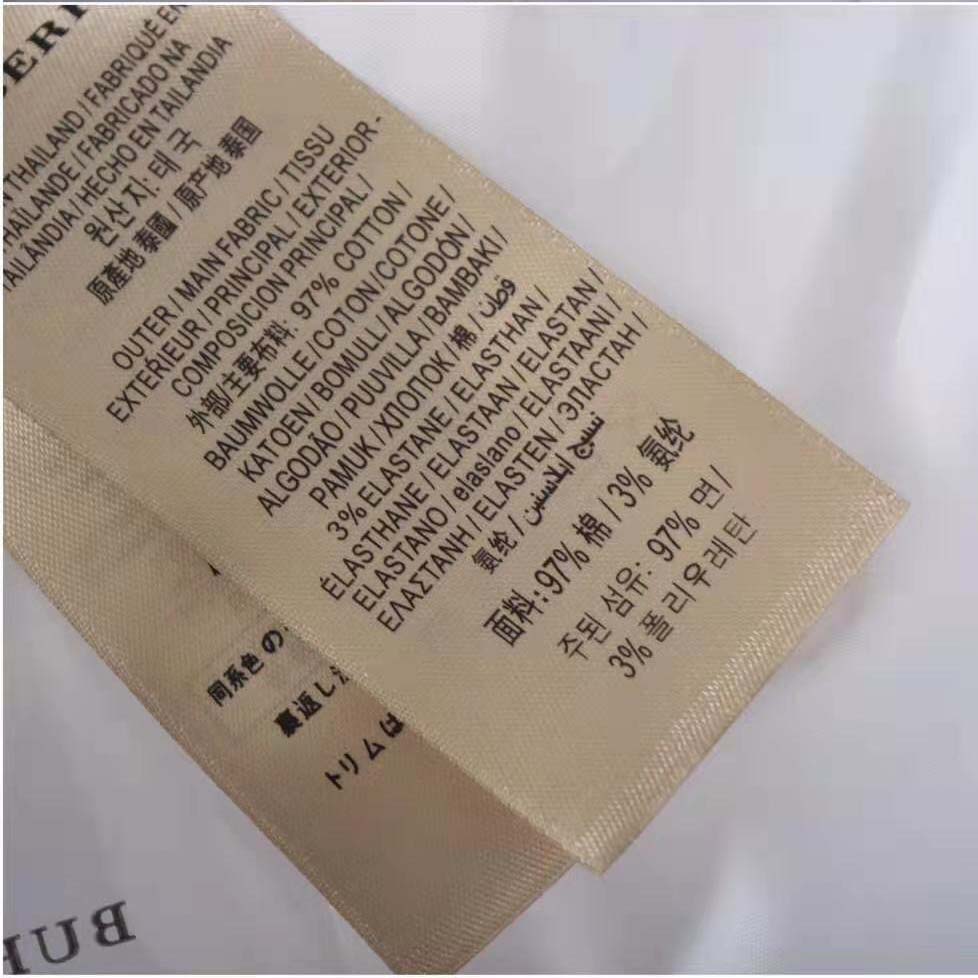 THAILAND / FABRIQUÉ EN
THAÏLANDE / FABRICADO NA
TAILÂNDIA / HECHO EN TAILANDIA
원산지: 태국
原產地 泰國 / 原产地 泰国
OUTER / MAIN FABRIC / TISSU
EXTÉRIEUR / PRINCIPAL / EXTERIOR -
COMPOSICION PRINCIPAL /
外部/主要布料: 97% COTTON /
BAUMWOLLE / COTON / COTONE /
KATOEN / BOMULL / ALGODÓN /
ALGODÃO / PUUVILLA / BAMBAKI /
PAMUK / ХЛОПОК / 棉 / قطن
3% ELASTANE / ELASTHAN /
ÉLASTHANE / ELASTAAN / ELASTAN /
ELASTANO / elaslano / ELASTAANI /
ΕΛΑΣΤΑΝΗ / ELASTEN / ЭЛАСТАН /
氨纶 / نسيج إيلاستين
面料: 97% 棉 / 3% 氨纶
주된 섬유: 97% 면 /
3% 폴리우레탄
同系色の
裏返し
トリムは